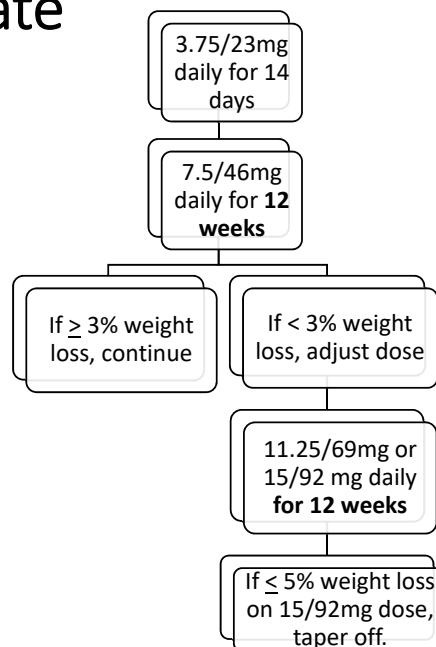 ate
3.75/23mg
daily for 14
days
7.5/46mg
daily for 12
weeks
If ≥ 3% weight
loss, continue
If < 3% weight
loss, adjust dose
11.25/69mg or
15/92 mg daily
for 12 weeks
If ≤ 5% weight loss
on 15/92mg dose,
taper off.